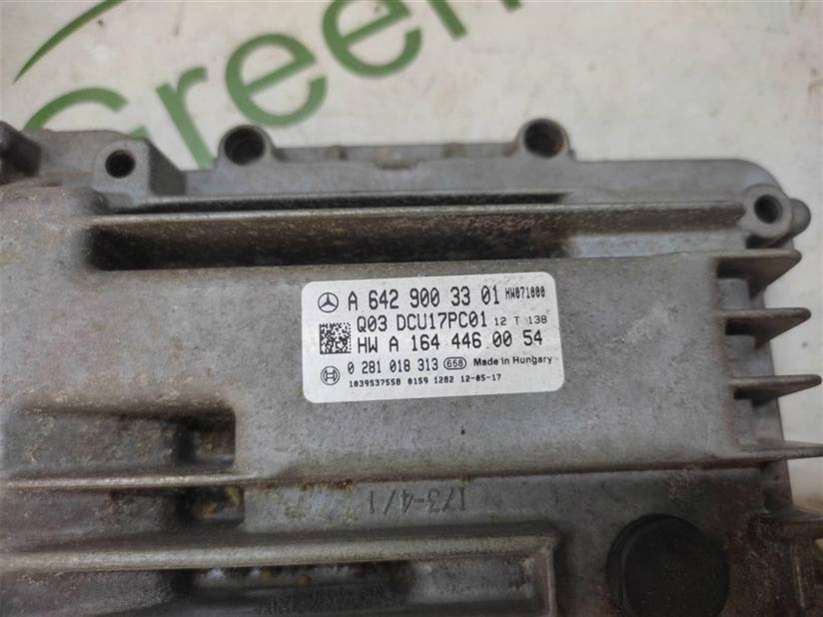 Green
A 642 900 33 01 HW071000
Q03 DCU17PC01 12 T 138
HW A 164 446 00 54
0 281 018 313 658 Made in Hungary
1039S37558 0159 1282 12-05-17
173-4/1